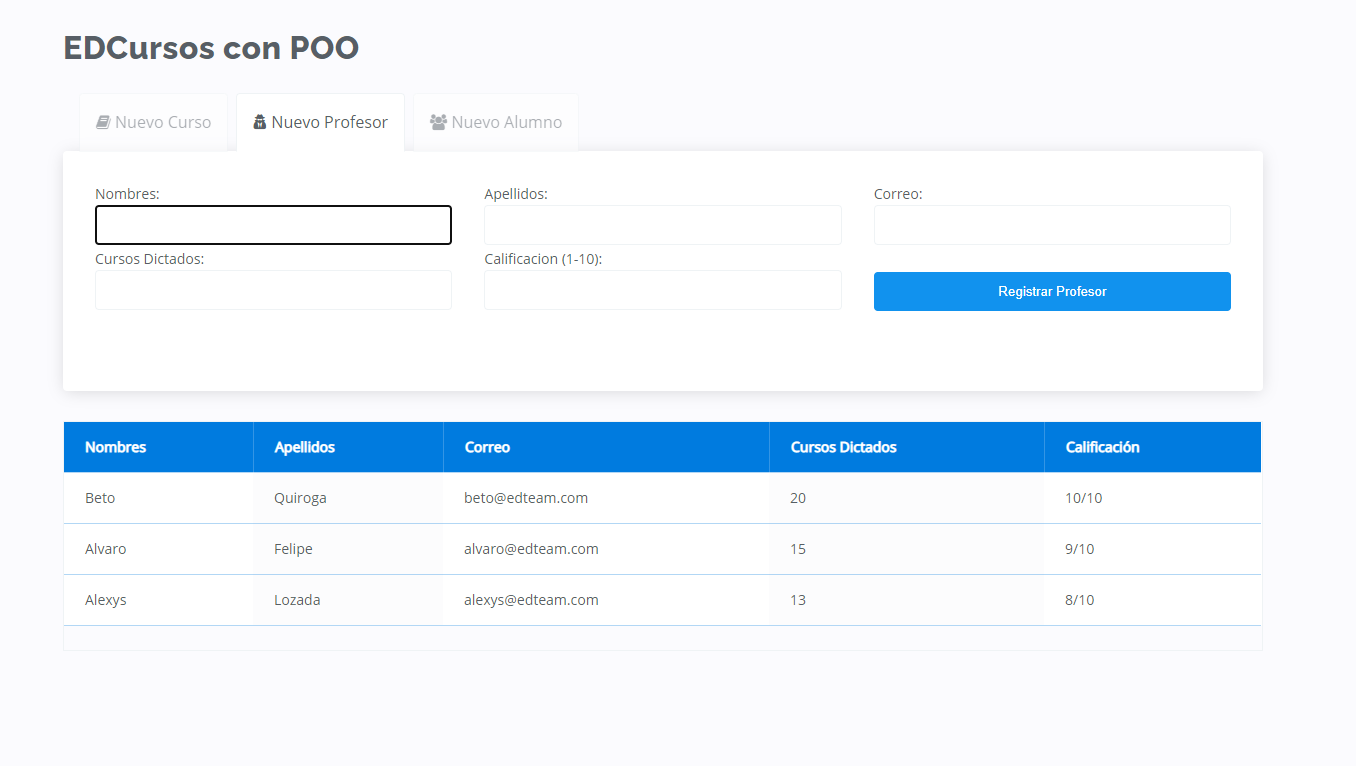 EDCursos con POO
Nuevo Curso Nuevo Profesor Nuevo Alumno
Nombres: Apellidos: Correo:
Cursos Dictados: Calificacion (1-10):
Registrar Profesor
Nombres Apellidos Correo Cursos Dictados Calificación
Beto Quiroga beto@edteam.com 20 10/10
Alvaro Felipe alvaro@edteam.com 15 9/10
Alexys Lozada alexys@edteam.com 13 8/10